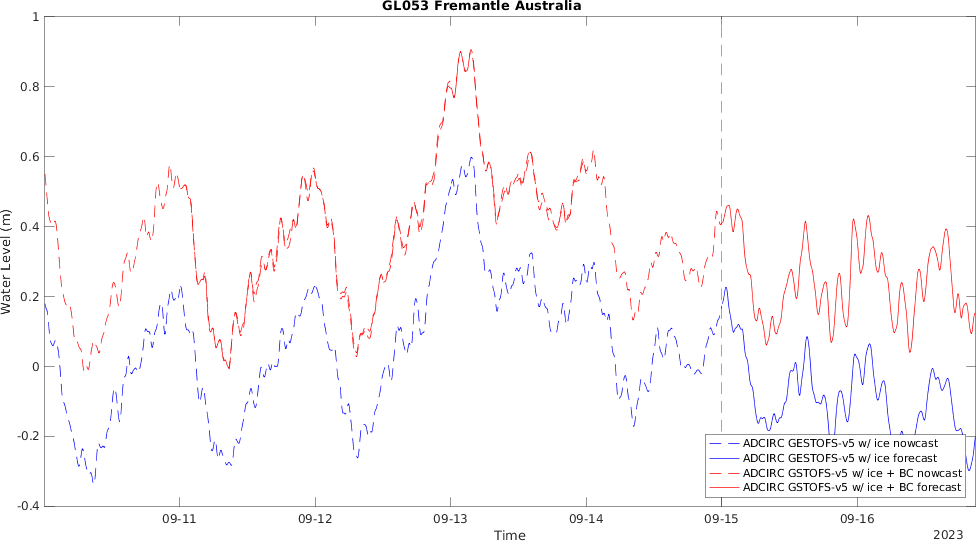 GL053 Fremantle Australia
1
0.8
0.6
0.4
0.2
0
-0.2
-0.4
Water Level (m)
ADCIRC GESTOFS-v5 w/ ice nowcast
ADCIRC GESTOFS-v5 w/ ice forecast
ADCIRC GSTOFS-v5 w/ ice + BC nowcast
ADCIRC GSTOFS-v5 w/ ice + BC forecast
09-11 09-12 09-13 09-14 09-15 09-16
Time
2023